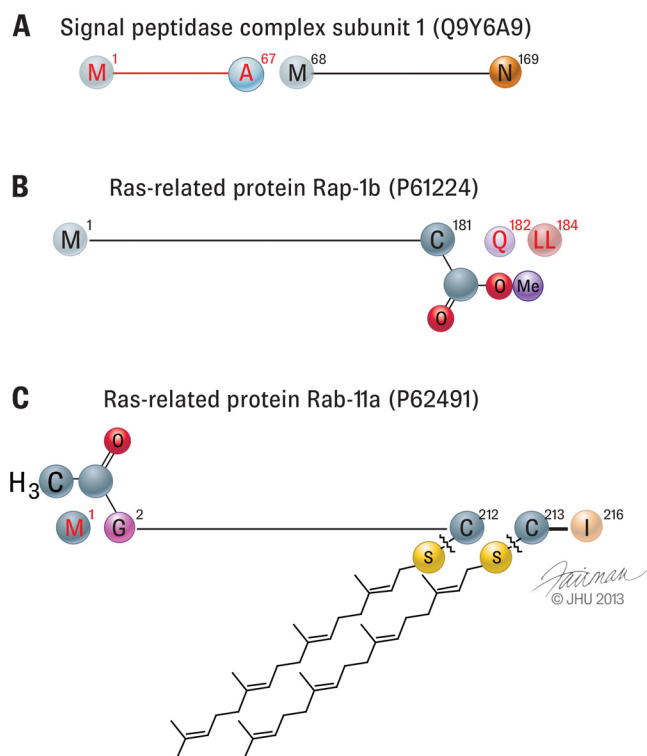 A Signal peptidase complex subunit 1 (Q9Y6A9)
M 1 A 67 M 68 N 169
B Ras-related protein Rap-1b (P61224)
M 1 C 181 Q 182 LL 184
O Me
O
C Ras-related protein Rab-11a (P62491)
O
H3C
M 1 G 2 C 212 C 213 I 216
S S
Fairman
© JHU 2013